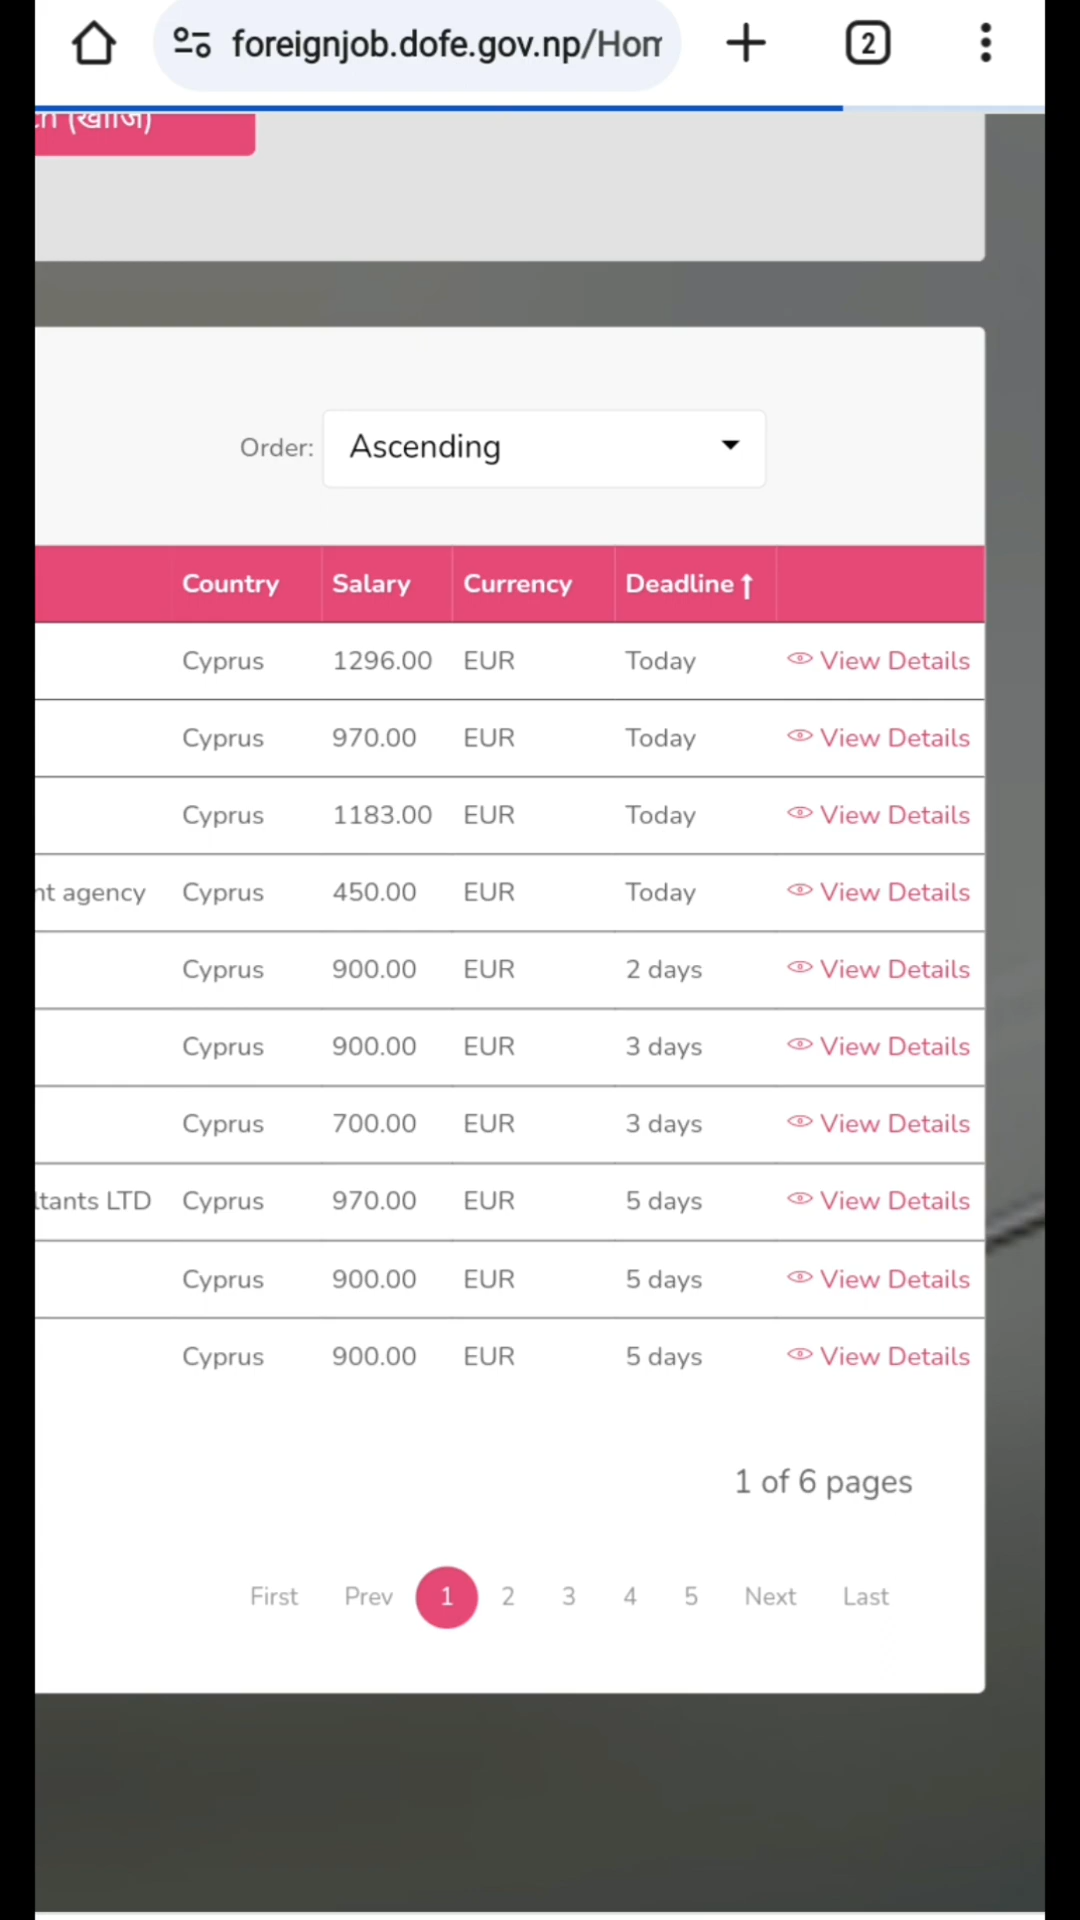 foreignjob.dofe.gov.np/Hom
2
(खोजि)
Order: Ascending
Country Salary Currency Deadline ↑
Cyprus 1296.00 EUR Today View Details
Cyprus 970.00 EUR Today View Details
Cyprus 1183.00 EUR Today View Details
nt agency Cyprus 450.00 EUR Today View Details
Cyprus 900.00 EUR 2 days View Details
Cyprus 900.00 EUR 3 days View Details
Cyprus 700.00 EUR 3 days View Details
ltants LTD Cyprus 970.00 EUR 5 days View Details
Cyprus 900.00 EUR 5 days View Details
Cyprus 900.00 EUR 5 days View Details
1 of 6 pages
First Prev 1 2 3 4 5 Next Last